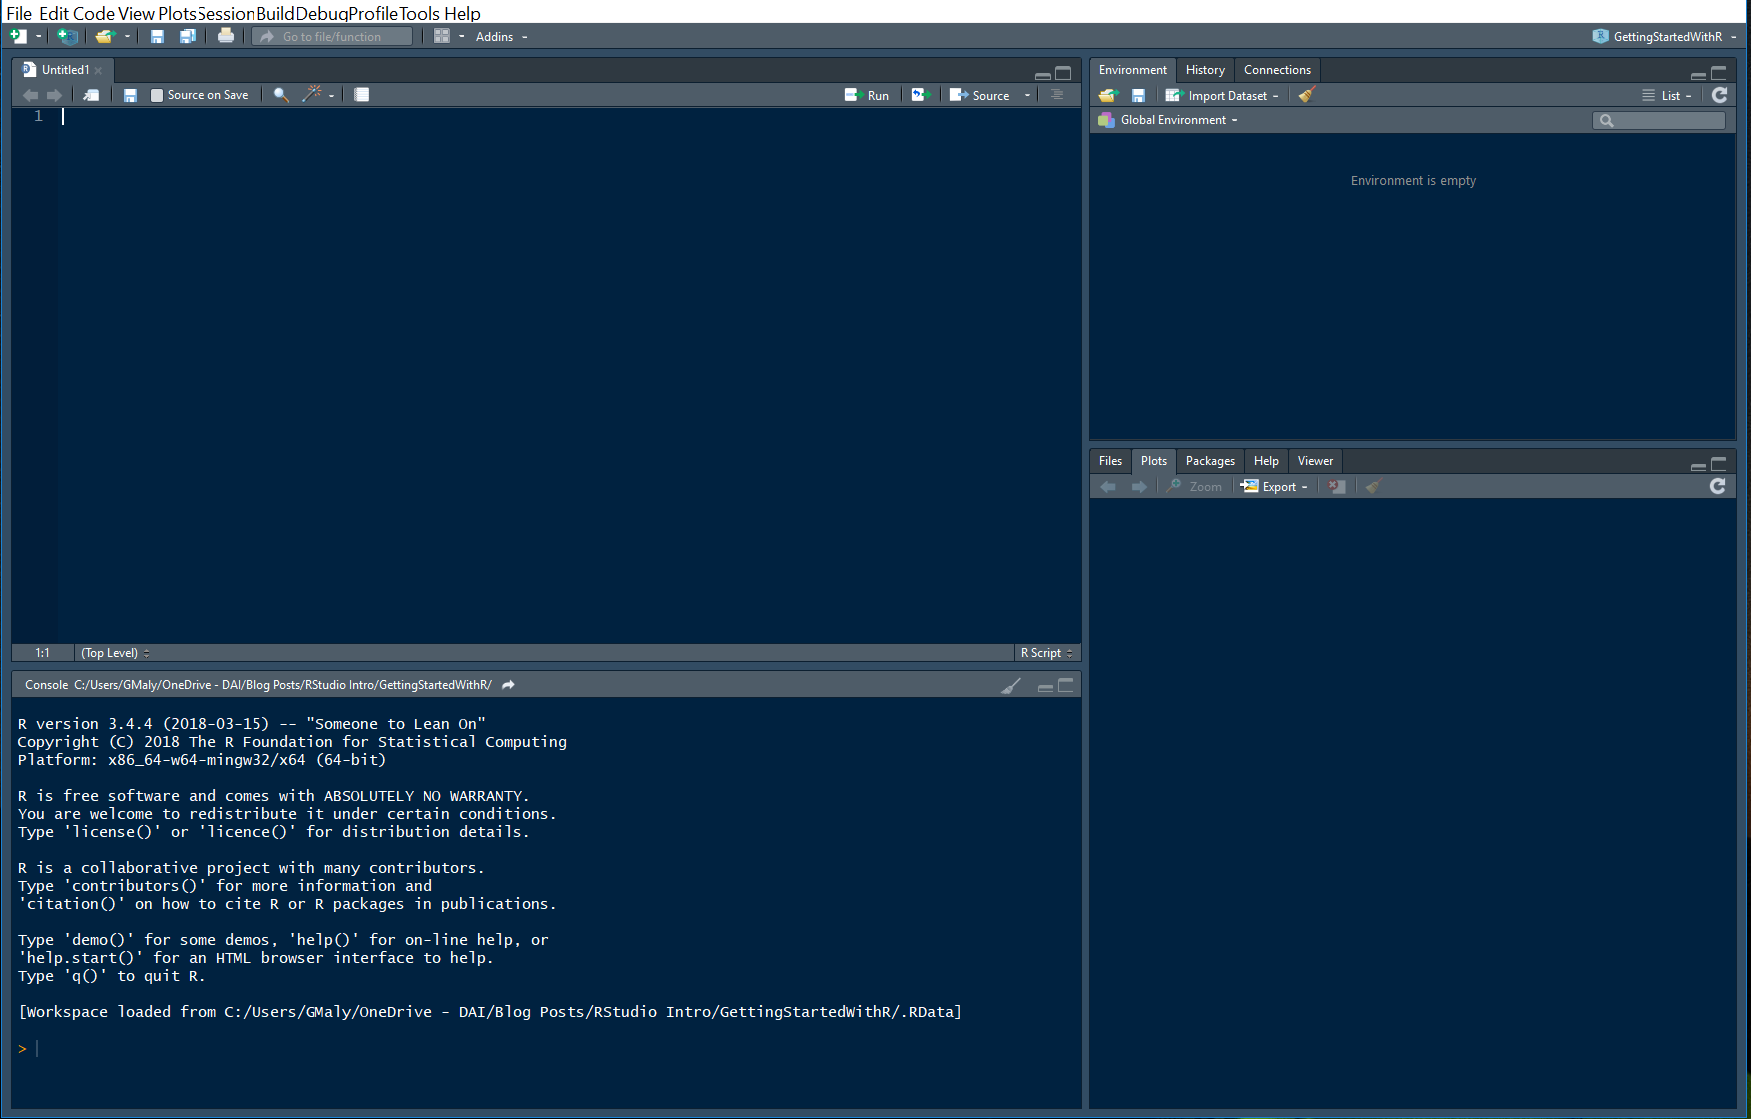 File Edit Code View Plots Session Build Debug Profile Tools Help
Go to file/function Addins GettingStartedWithR
Untitled1
Source on Save Run Source
1
1:1 (Top Level) R Script
Console C:/Users/GMaly/OneDrive - DAI/Blog Posts/RStudio Intro/GettingStartedWithR/
R version 3.4.4 (2018-03-15) -- "Someone to Lean On"
Copyright (C) 2018 The R Foundation for Statistical Computing
Platform: x86_64-w64-mingw32/x64 (64-bit)
R is free software and comes with ABSOLUTELY NO WARRANTY.
You are welcome to redistribute it under certain conditions.
Type 'license()' or 'licence()' for distribution details.
R is a collaborative project with many contributors.
Type 'contributors()' for more information and
'citation()' on how to cite R or R packages in publications.
Type 'demo()' for some demos, 'help()' for on-line help, or
'help.start()' for an HTML browser interface to help.
Type 'q()' to quit R.
[Workspace loaded from C:/Users/GMaly/OneDrive - DAI/Blog Posts/RStudio Intro/GettingStartedWithR/.RData]
>
Environment History Connections
Import Dataset List
Global Environment
Environment is empty
Files Plots Packages Help Viewer
Zoom Export